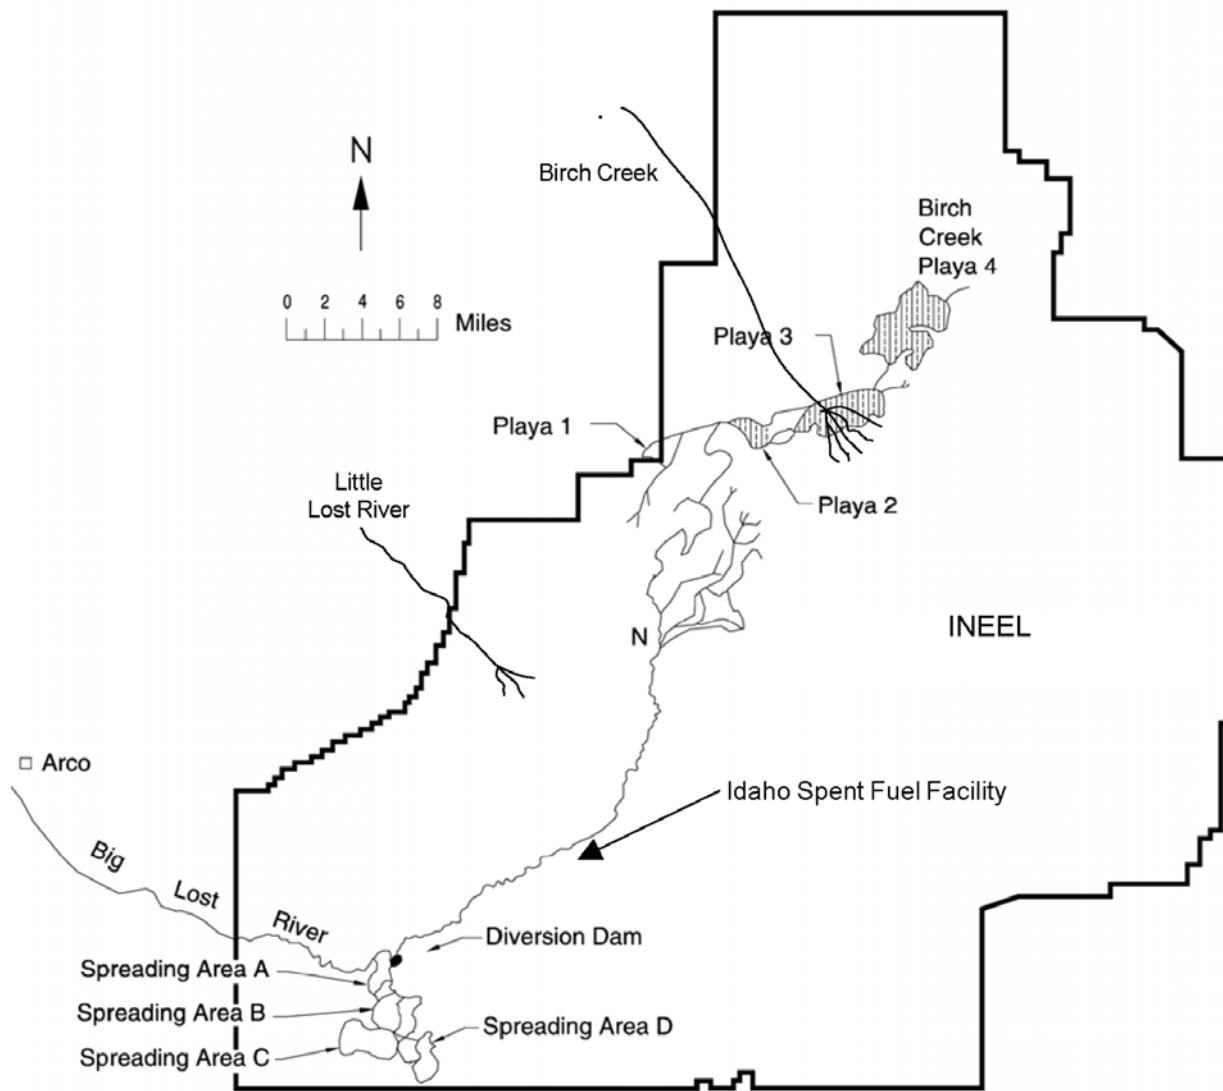 N
Birch Creek
Birch
Creek
Playa 4
0 2 4 6 8
Miles
Playa 3
Playa 1
Little
Lost River
Playa 2
N
INEEL
Arco
Idaho Spent Fuel Facility
Big Lost River
Diversion Dam
Spreading Area A
Spreading Area B
Spreading Area D
Spreading Area C